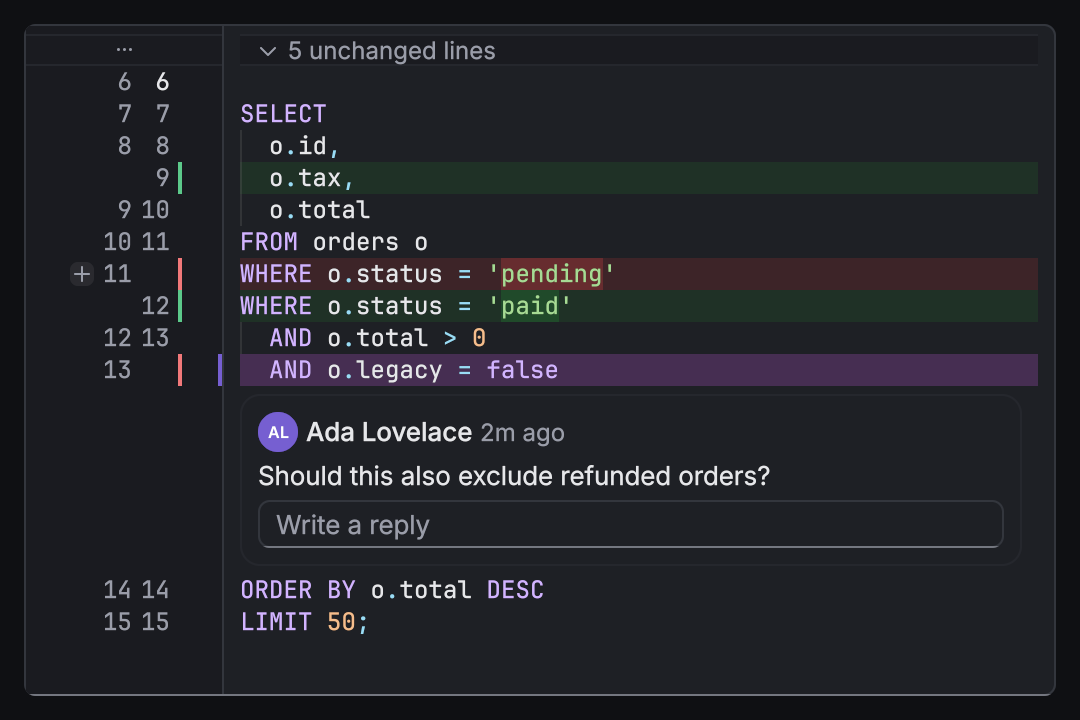 ... 5 unchanged lines
6 6
7 7 SELECT
8 8 o.id,
9 o.tax,
9 10 o.total
10 11 FROM orders o
+ 11 WHERE o.status = 'pending'
12 WHERE o.status = 'paid'
12 13 AND o.total > 0
13 AND o.legacy = false
AL Ada Lovelace 2m ago
Should this also exclude refunded orders?
Write a reply
14 14 ORDER BY o.total DESC
15 15 LIMIT 50;